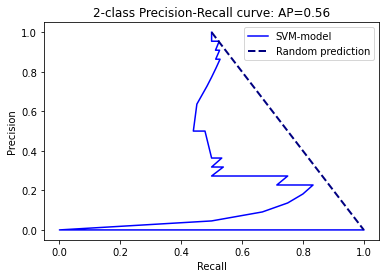 2-class Precision-Recall curve: AP=0.56
SVM-model
Random prediction
1.0
0.8
0.6
0.4
0.2
0.0
Precision
0.0 0.2 0.4 0.6 0.8 1.0
Recall